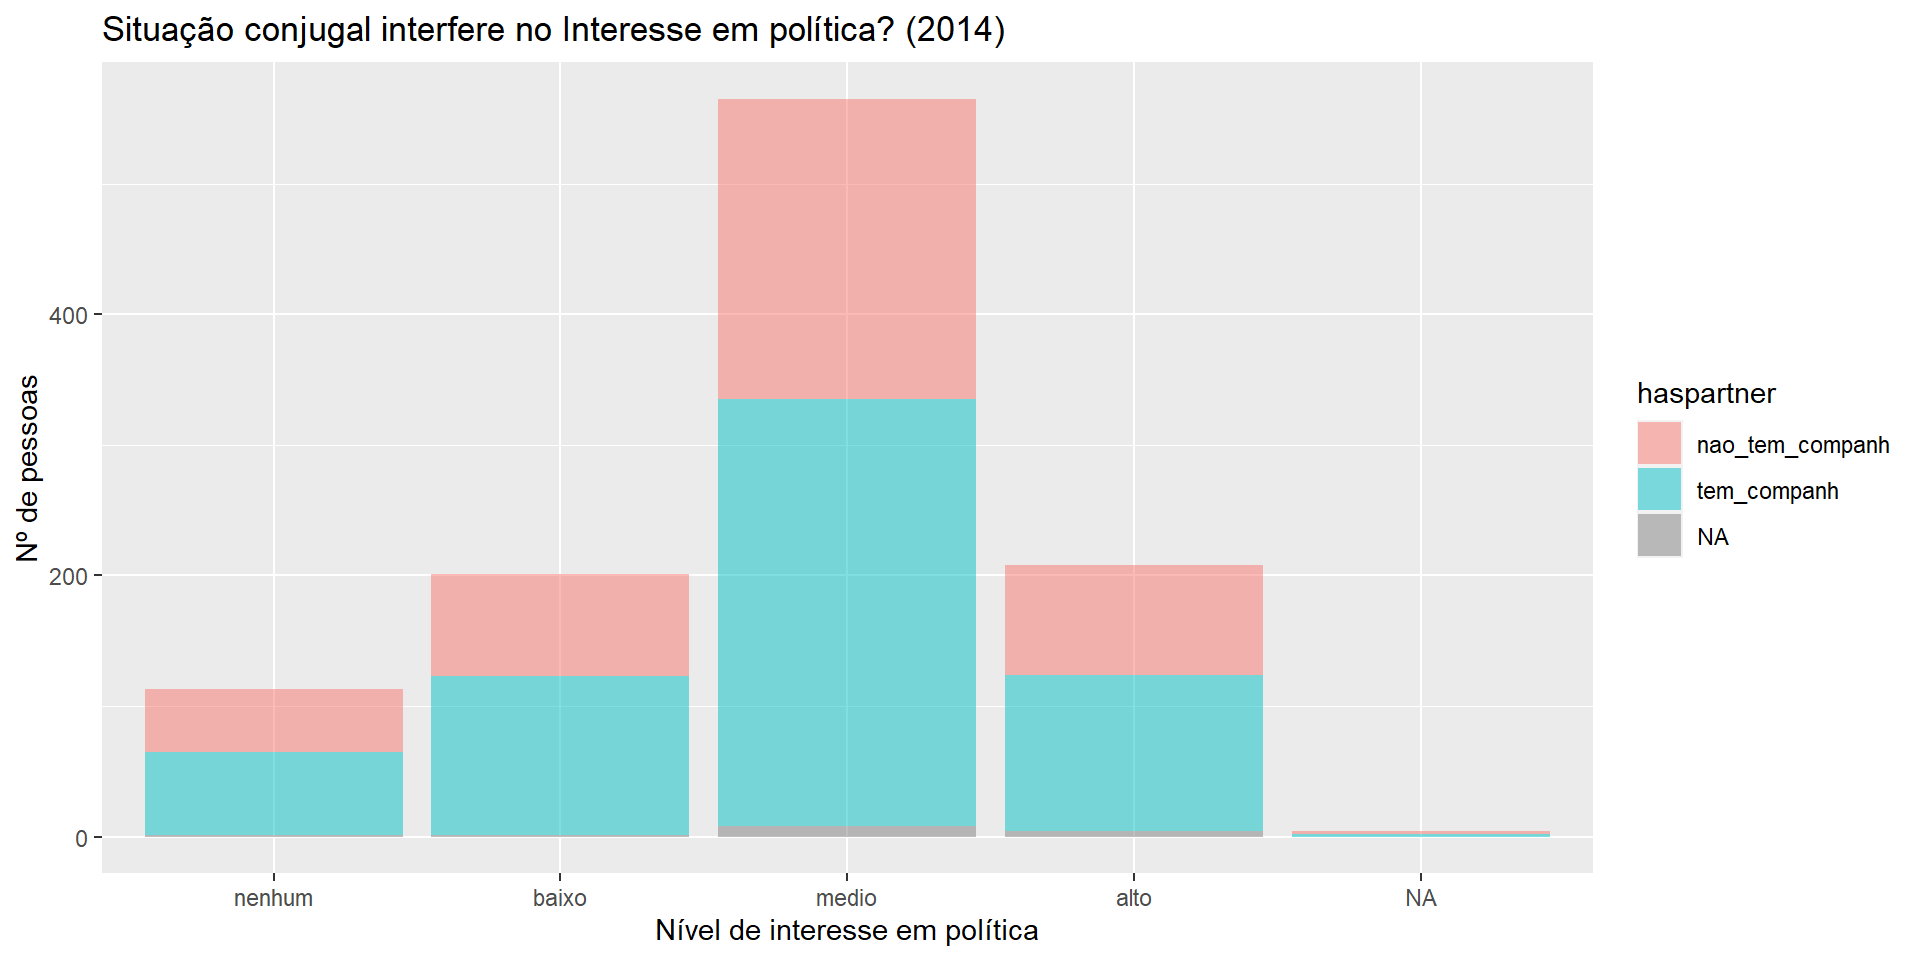 Situação conjugal interfere no Interesse em política? (2014)
400
200
0
Nº de pessoas
nenhum
baixo
medio
alto
NA
Nível de interesse em política
haspartner
nao_tem_companh
tem_companh
NA